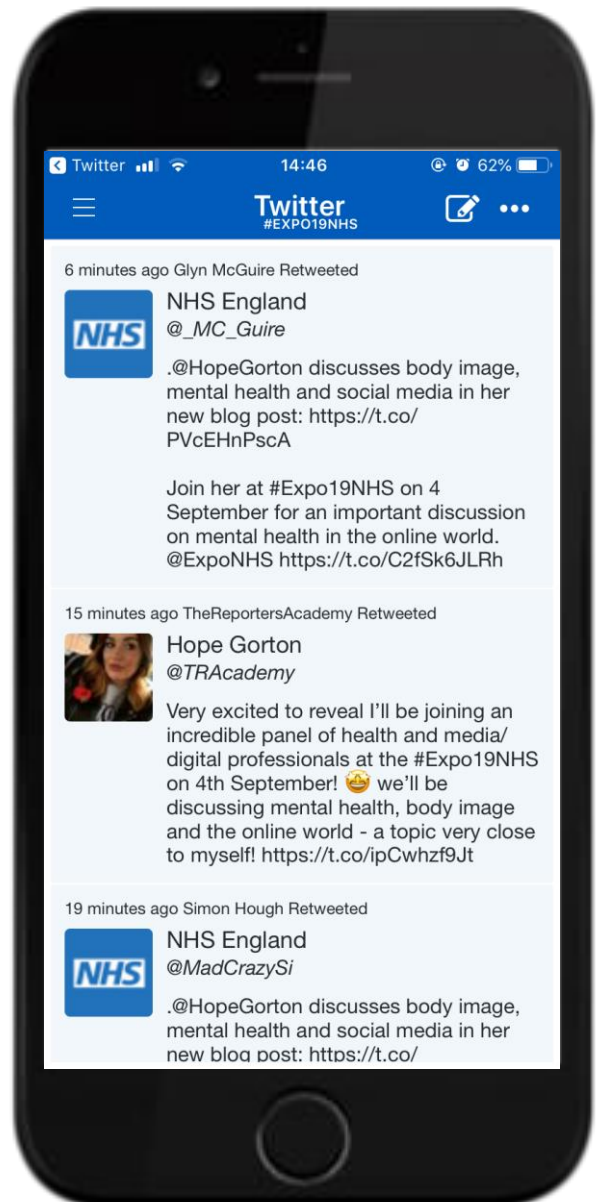 Twitter
14:46
62%
Twitter
#EXPO19NHS
6 minutes ago Glyn McGuire Retweeted
NHS
NHS England
@_MC_Guire
.@HopeGorton discusses body image,
mental health and social media in her
new blog post: https://t.co/
PVcEHnPscA
Join her at #Expo19NHS on 4
September for an important discussion
on mental health in the online world.
@ExpoNHS https://t.co/C2fSk6JLRh
15 minutes ago TheReportersAcademy Retweeted
Hope Gorton
@TRAcademy
Very excited to reveal I’ll be joining an
incredible panel of health and media/
digital professionals at the #Expo19NHS
on 4th September! 🤩 we’ll be
discussing mental health, body image
and the online world - a topic very close
to myself! https://t.co/ipCwhzf9Jt
19 minutes ago Simon Hough Retweeted
NHS
NHS England
@MadCrazySi
.@HopeGorton discusses body image,
mental health and social media in her
new blog post: https://t.co/